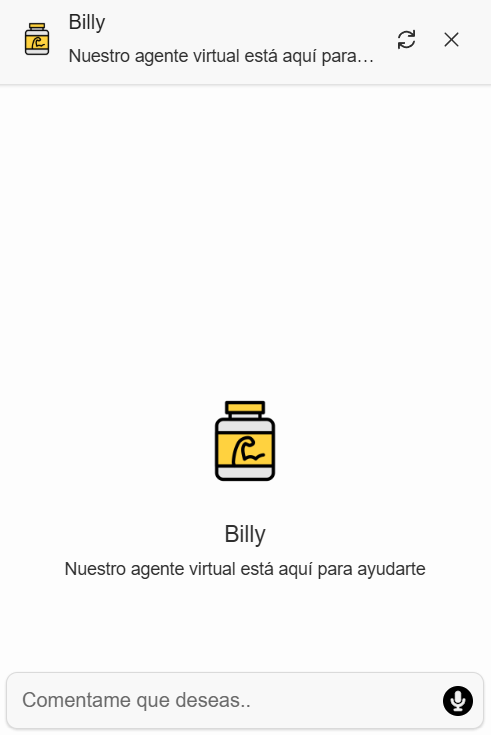 Billy
Nuestro agente virtual está aquí para…
Billy
Nuestro agente virtual está aquí para ayudarte
Comentame que deseas..